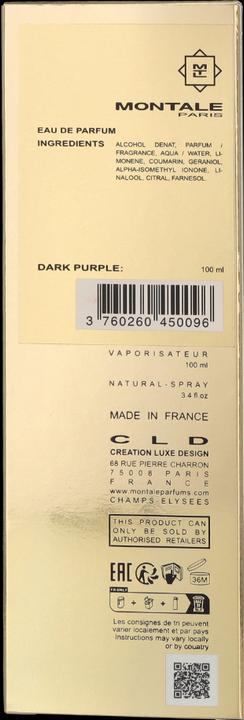 MONTALE
PARIS
EAU DE PARFUM
INGREDIENTS
ALCOHOL DENAT, PARFUM /
FRAGRANCE, AQUA / WATER, LI-
MONENE, COUMARIN, GERANIOL,
ALPHA-ISOMETHYL IONONE, LI-
NALOOL, CITRAL, FARNESOL.
DARK PURPLE: 100 ml
3 760260 450096
VAPORISATEUR
100 ml
NATURAL-SPRAY
3.4 fl.oz
MADE IN FRANCE
CLD
CREATION LUXE DESIGN
68 RUE PIERRE CHARRON
75008 PARIS
FRANCE
www.montaleparfums.com
CHAMPS-ELYSEES
THIS PRODUCT CAN
ONLY BE SOLD BY
AUTHORISED RETAILERS
EAC
36M
Les consignes de tri peuvent
varier localement et par pays
Instructions may vary locally
or by country